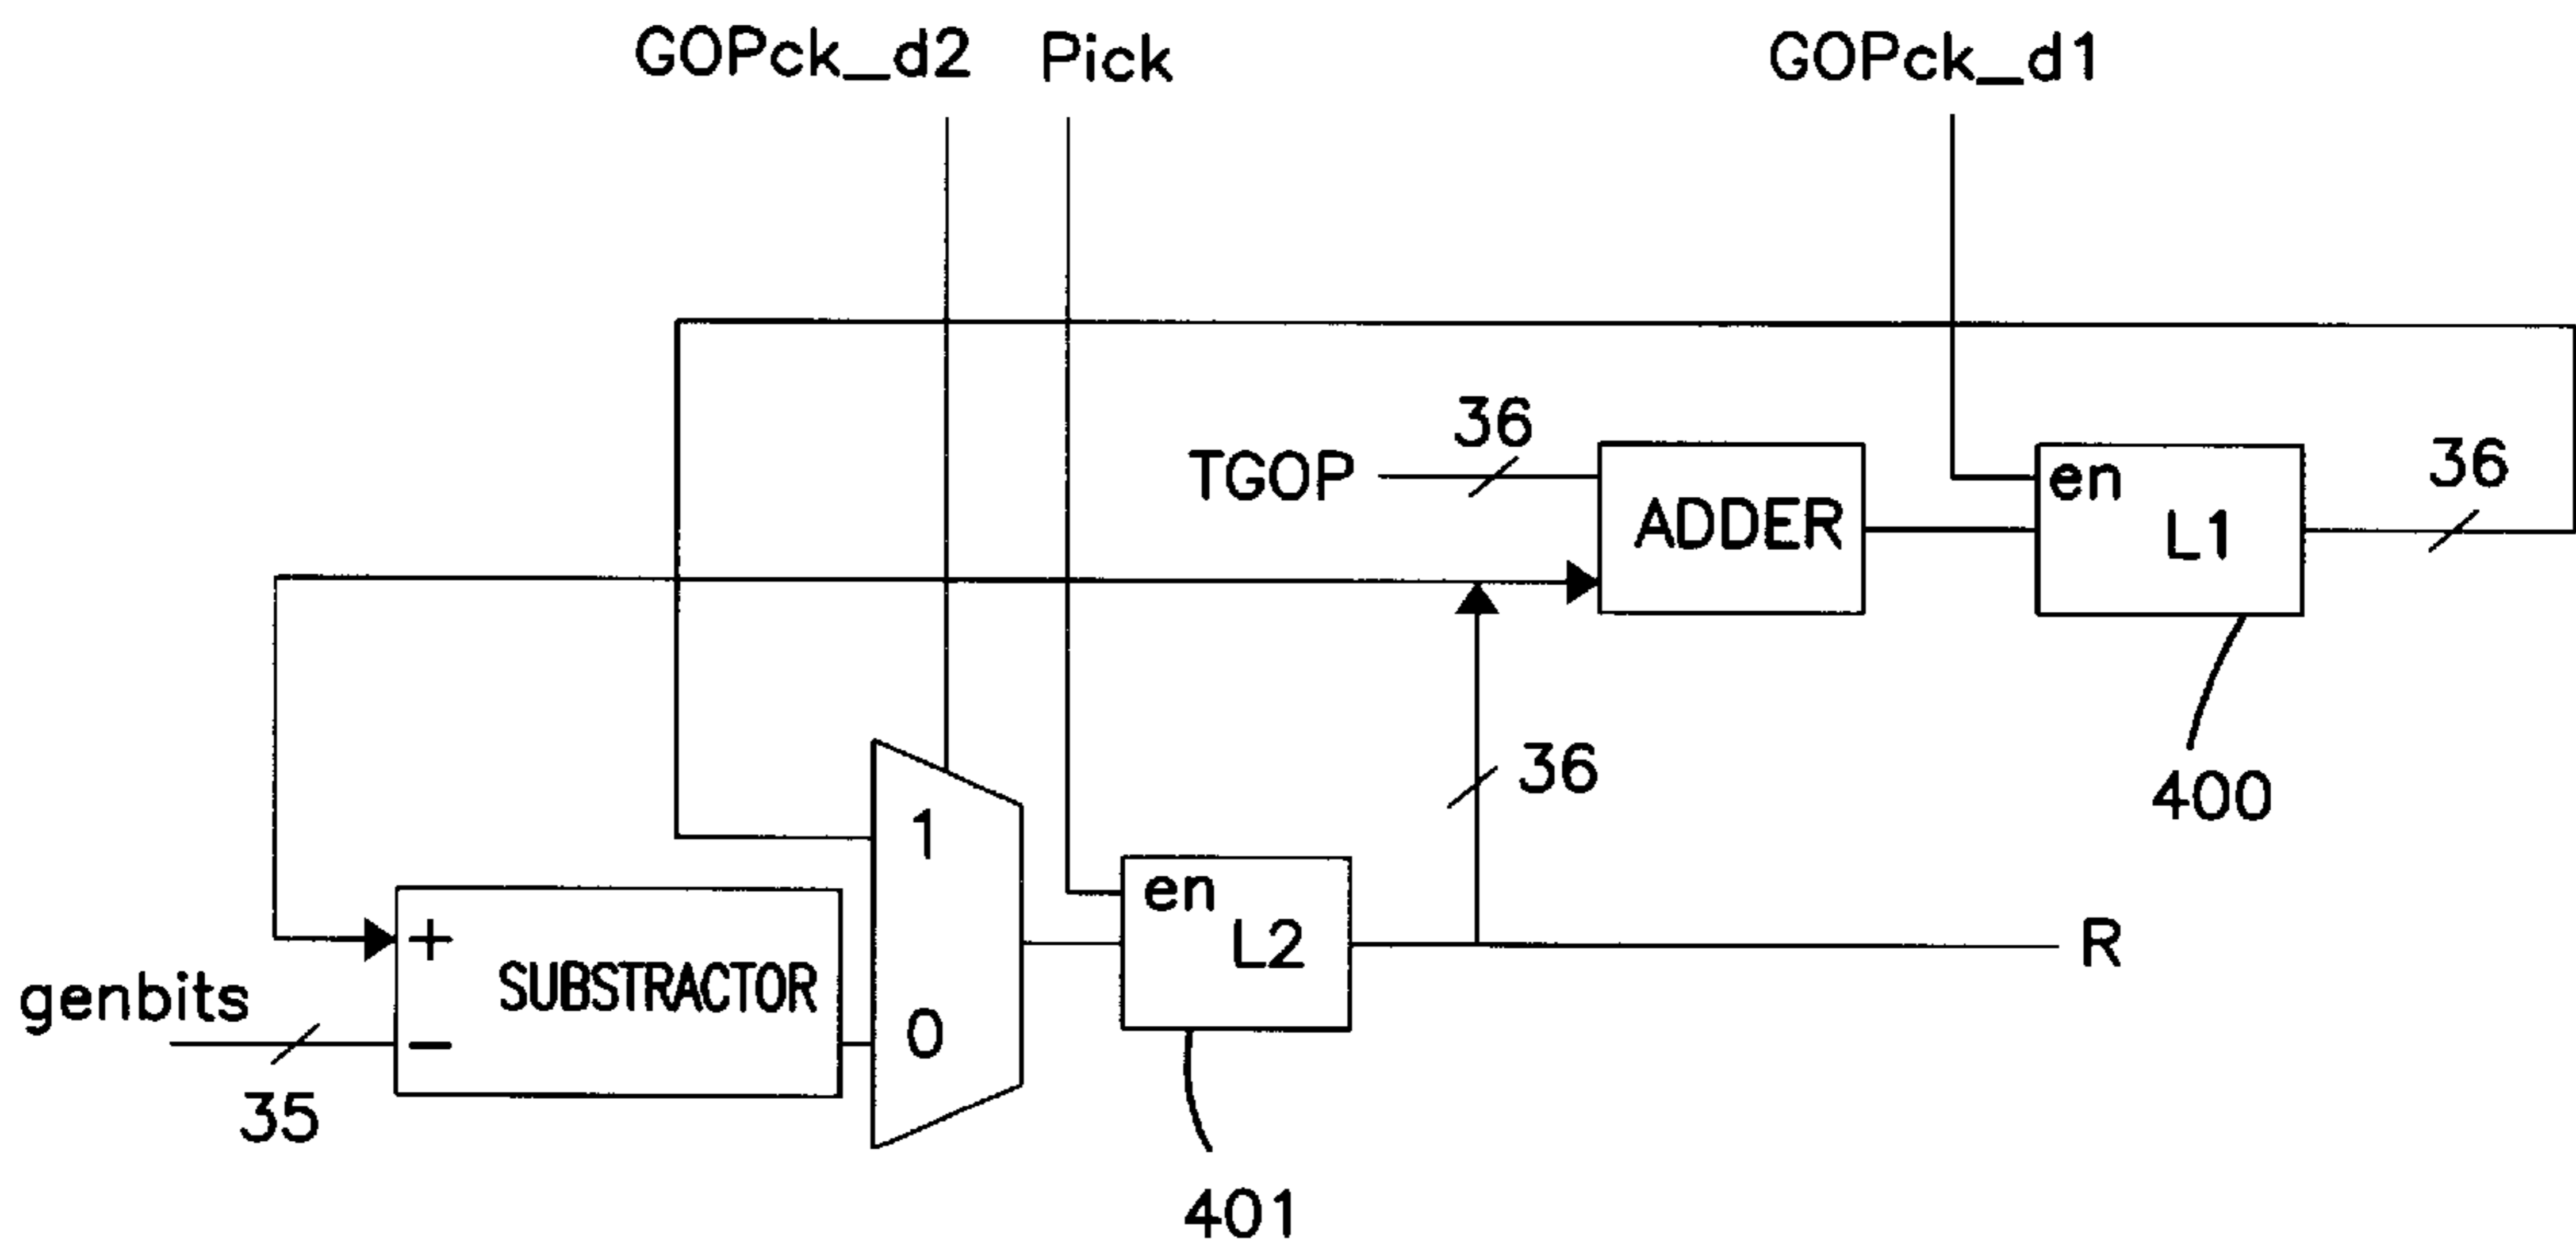 GOPck_d2 Pick GOPck_d1
36
TGOP
ADDER
en
L1
36
400
36
1
0
en
L2
R
+
SUBSTRACTOR
genbits
−
35
401